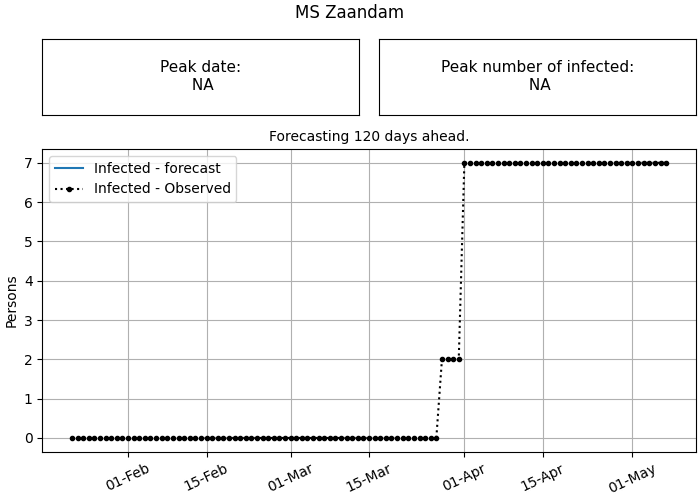 MS Zaandam
Peak date:
NA
Peak number of infected:
NA
Forecasting 120 days ahead.
Infected - forecast
Infected - Observed
Persons
7
6
5
4
3
2
1
0
01-Feb
15-Feb
01-Mar
15-Mar
01-Apr
15-Apr
01-May